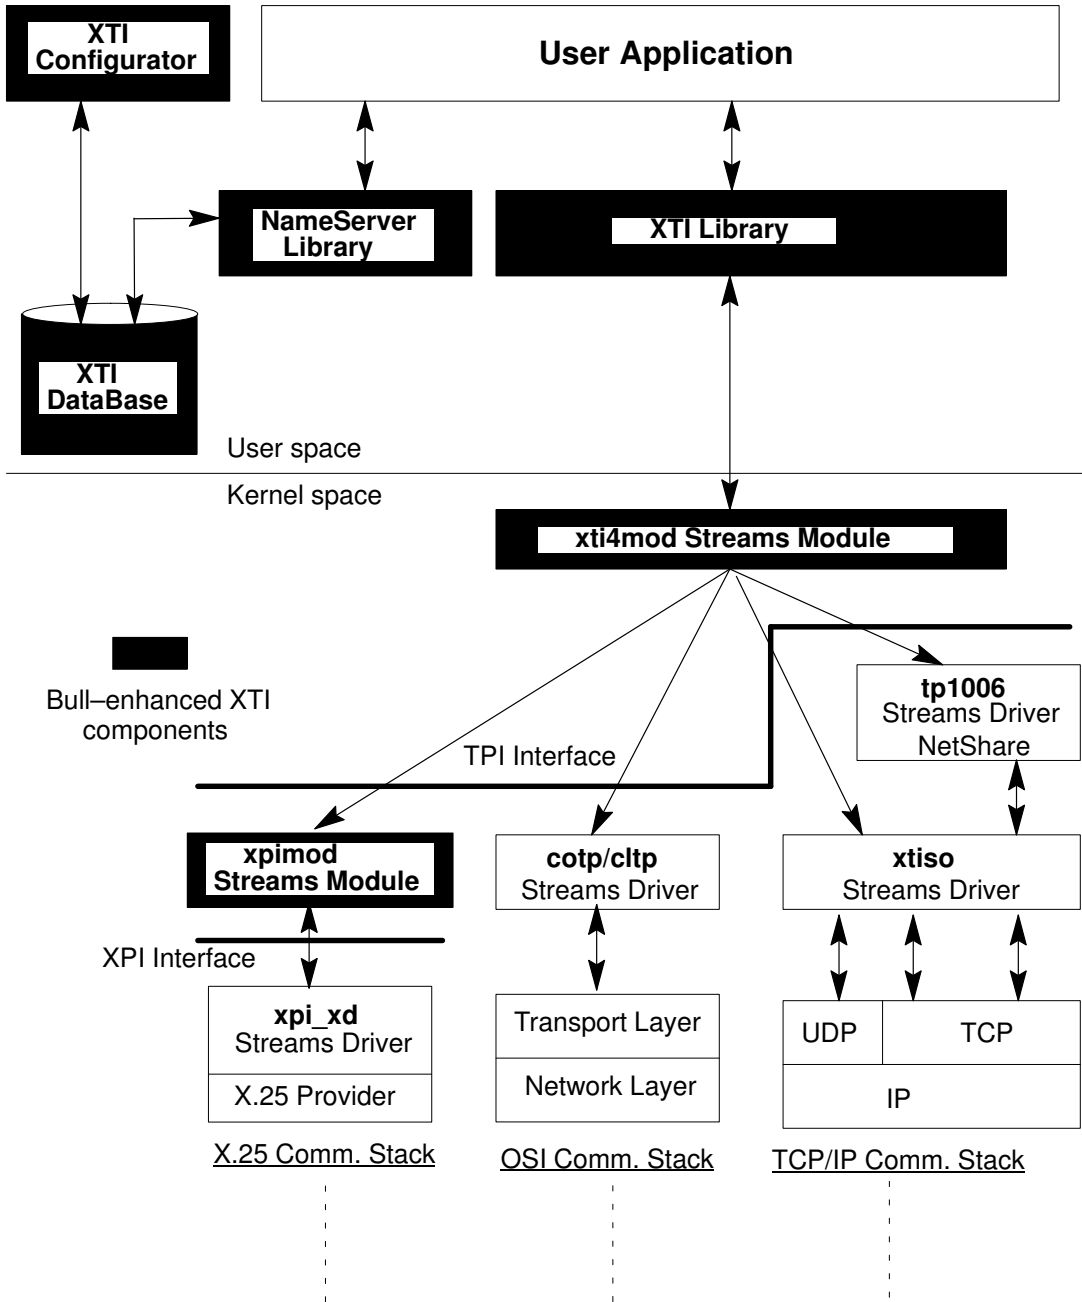 XTI
Configurator
User Application
NameServer
Library
XTI Library
XTI
DataBase
User space
Kernel space
xti4mod Streams Module
Bull–enhanced XTI
components
TPI Interface
tp1006
Streams Driver
NetShare
xpimod
Streams Module
cotp/cltp
Streams Driver
xtiso
Streams Driver
XPI Interface
xpi_xd
Streams Driver
X.25 Provider
Transport Layer
Network Layer
UDP
TCP
IP
X.25 Comm. Stack
OSI Comm. Stack
TCP/IP Comm. Stack